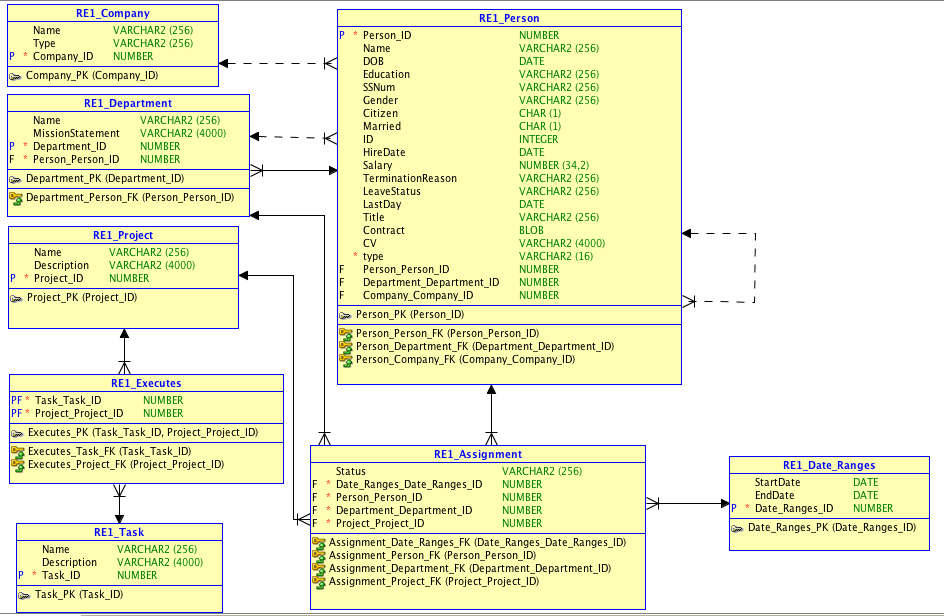 RE1_Company
Name VARCHAR2 (256)
Type VARCHAR2 (256)
P * Company_ID NUMBER
Company_PK (Company_ID)
RE1_Department
Name VARCHAR2 (256)
MissionStatement VARCHAR2 (4000)
P * Department_ID NUMBER
F * Person_Person_ID NUMBER
Department_PK (Department_ID)
Department_Person_FK (Person_Person_ID)
RE1_Project
Name VARCHAR2 (256)
Description VARCHAR2 (4000)
P * Project_ID NUMBER
Project_PK (Project_ID)
RE1_Executes
PF * Task_Task_ID NUMBER
PF * Project_Project_ID NUMBER
Executes_PK (Task_Task_ID, Project_Project_ID)
Executes_Task_FK (Task_Task_ID)
Executes_Project_FK (Project_Project_ID)
RE1_Task
Name VARCHAR2 (256)
Description VARCHAR2 (4000)
P * Task_ID NUMBER
Task_PK (Task_ID)
RE1_Person
P * Person_ID NUMBER
Name VARCHAR2 (256)
DOB DATE
Education VARCHAR2 (256)
SSNum VARCHAR2 (256)
Gender VARCHAR2 (256)
Citizen CHAR (1)
Married CHAR (1)
ID INTEGER
HireDate DATE
Salary NUMBER (34,2)
TerminationReason VARCHAR2 (256)
LeaveStatus VARCHAR2 (256)
LastDay DATE
Title VARCHAR2 (256)
Contract BLOB
CV VARCHAR2 (4000)
* type VARCHAR2 (16)
F Person_Person_ID NUMBER
F Department_Department_ID NUMBER
F Company_Company_ID NUMBER
Person_PK (Person_ID)
Person_Person_FK (Person_Person_ID)
Person_Department_FK (Department_Department_ID)
Person_Company_FK (Company_Company_ID)
RE1_Assignment
Status VARCHAR2 (256)
F * Date_Ranges_Date_Ranges_ID NUMBER
F * Person_Person_ID NUMBER
F * Department_Department_ID NUMBER
F * Project_Project_ID NUMBER
Assignment_Date_Ranges_FK (Date_Ranges_Date_Ranges_ID)
Assignment_Person_FK (Person_Person_ID)
Assignment_Department_FK (Department_Department_ID)
Assignment_Project_FK (Project_Project_ID)
RE1_Date_Ranges
StartDate DATE
EndDate DATE
P * Date_Ranges_ID NUMBER
Date_Ranges_PK (Date_Ranges_ID)